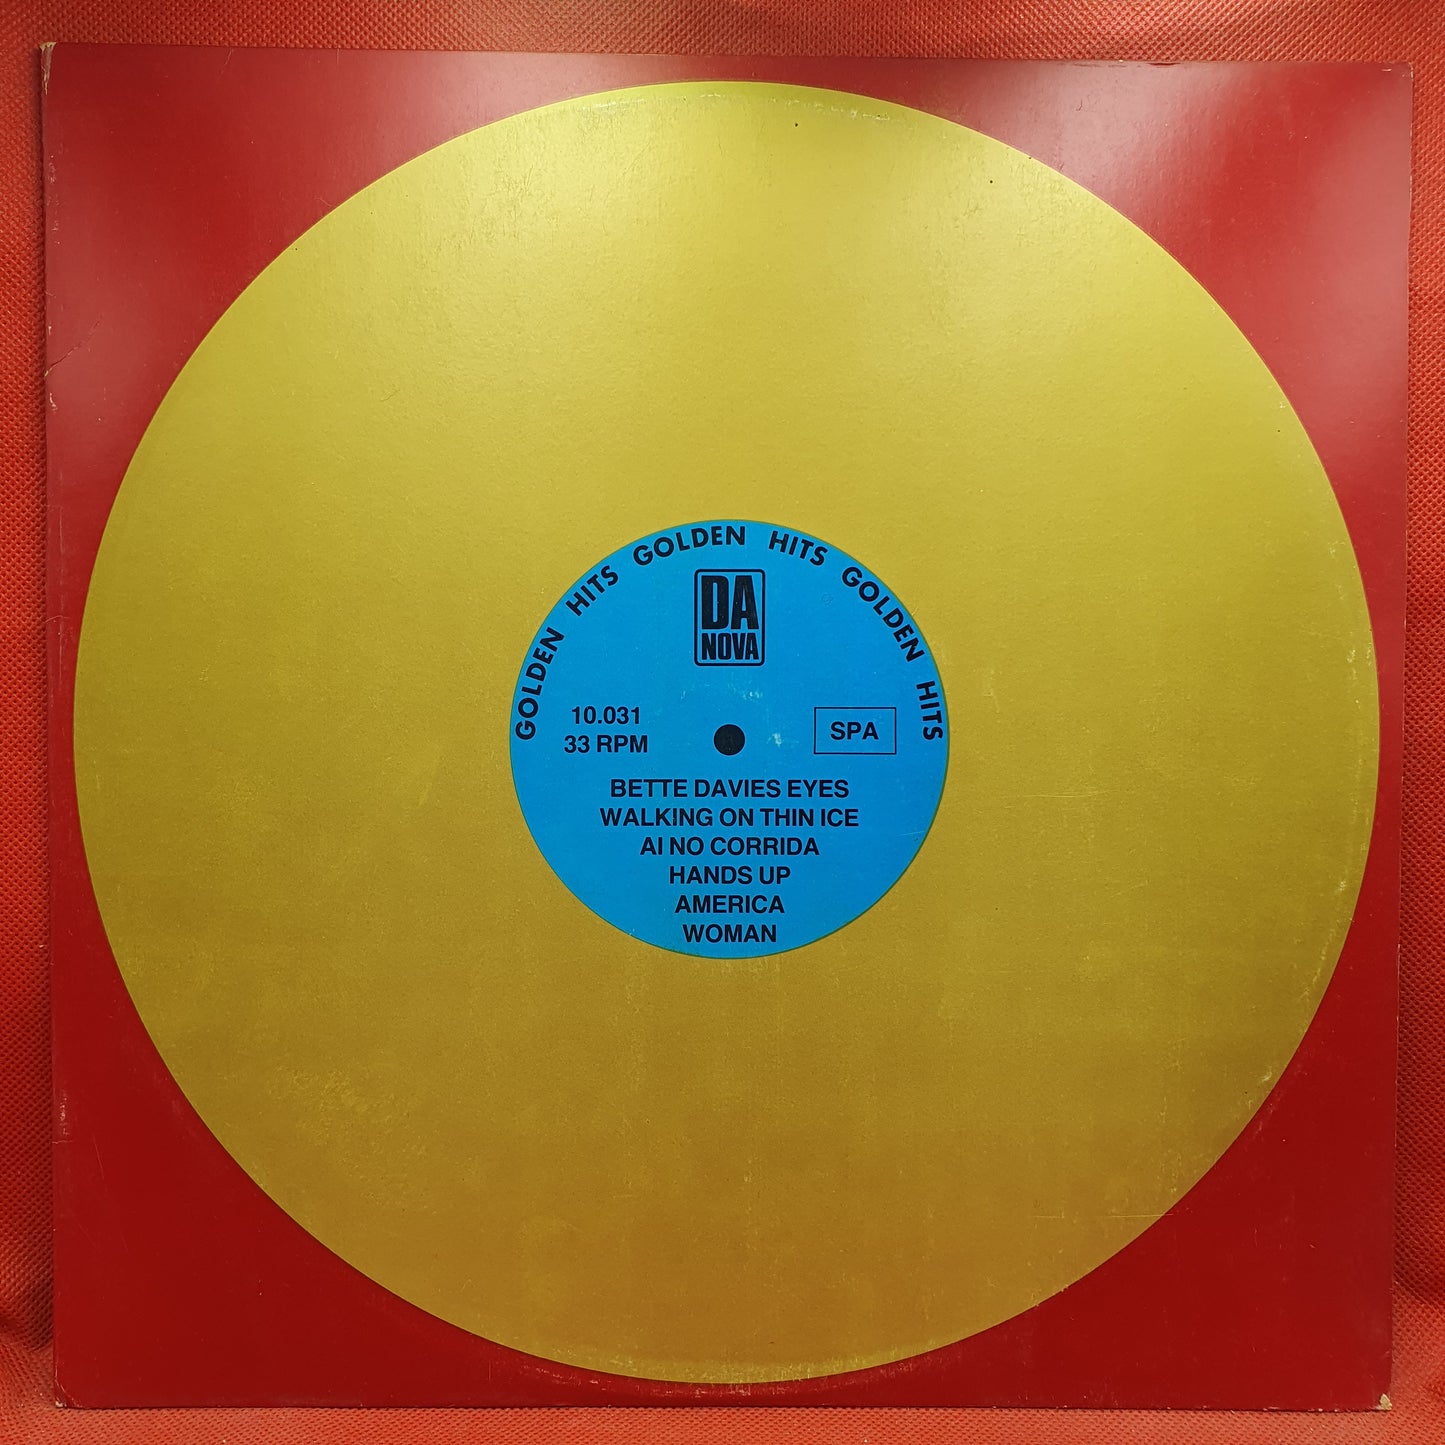 GOLDEN HITS GOLDEN HITS GOLDEN HITS
DA
NOVA
10.031
33 RPM
SPA
BETTE DAVIES EYES
WALKING ON THIN ICE
AI NO CORRIDA
HANDS UP
AMERICA
WOMAN